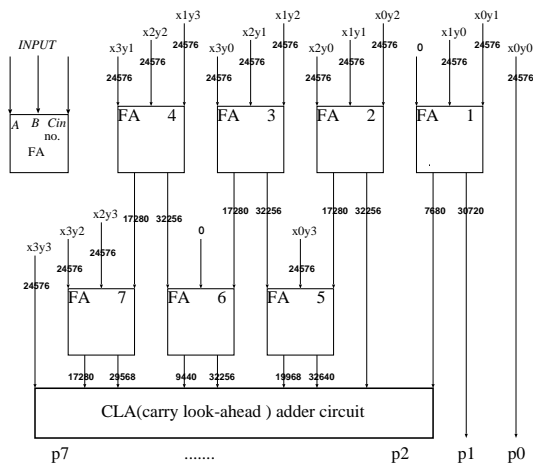 x1y3 x1y2 x0y2 x0y1
INPUT x2y2 x2y1 x1y1 x1y0
x3y1 24576 x3y0 24576 x2y0 24576 0 24576 x0y0
24576 24576 24576 24576 24576 24576
24576 24576 24576 24576
A B Cin FA 4 FA 3 FA 2 FA 1
no.
FA
17280 32256 17280 32256 17280 32256 7680 30720
x2y3
x3y2 0 x0y3
x3y3 24576 24576
24576
24576
FA 7 FA 6 FA 5
17280 29568 9440 32256 19968 32640
CLA(carry look-ahead ) adder circuit
p7 ....... p2 p1 p0